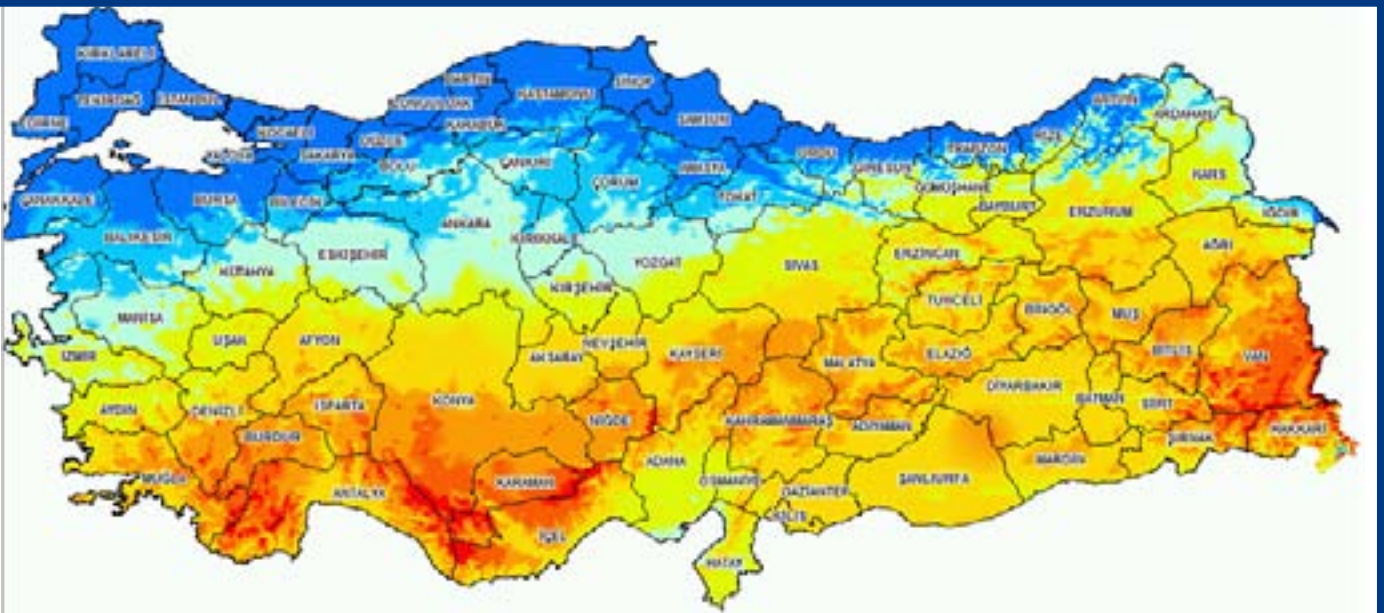 KIRKLARELİ
TEKİRDAĞ
İSTANBUL
EDİRNE
KOCAELİ
YALOVA
SAKARYA
DÜZCE
BOLU
ZONGULDAK
BARTIN
KARABÜK
KASTAMONU
SİNOP
ÇANKIRI
SAMSUN
AMASYA
ÇORUM
TOKAT
ORDU
GİRESUN
TRABZON
RİZE
ARTVİN
ARDAHAN
GÜMÜŞHANE
BAYBURT
ERZURUM
KARS
IĞDIR
AĞRI
ÇANAKKALE
BURSA
BİLECİK
BALIKESİR
KÜTAHYA
ESKİŞEHİR
ANKARA
KIRIKKALE
YOZGAT
KIRŞEHİR
SİVAS
ERZİNCAN
TUNCELİ
BİNGÖL
MUŞ
BİTLİS
VAN
MANİSA
İZMİR
UŞAK
AFYON
AKSARAY
NEVŞEHİR
KAYSERİ
MALATYA
ELAZIĞ
DİYARBAKIR
BATMAN
SİİRT
ŞIRNAK
HAKKARİ
AYDIN
DENİZLİ
ISPARTA
BURDUR
KONYA
NİĞDE
KAHRAMANMARAŞ
ADIYAMAN
MUĞLA
ANTALYA
KARAMAN
İÇEL
ADANA
OSMANİYE
GAZİANTEP
KİLİS
ŞANLIURFA
MARDİN
HATAY